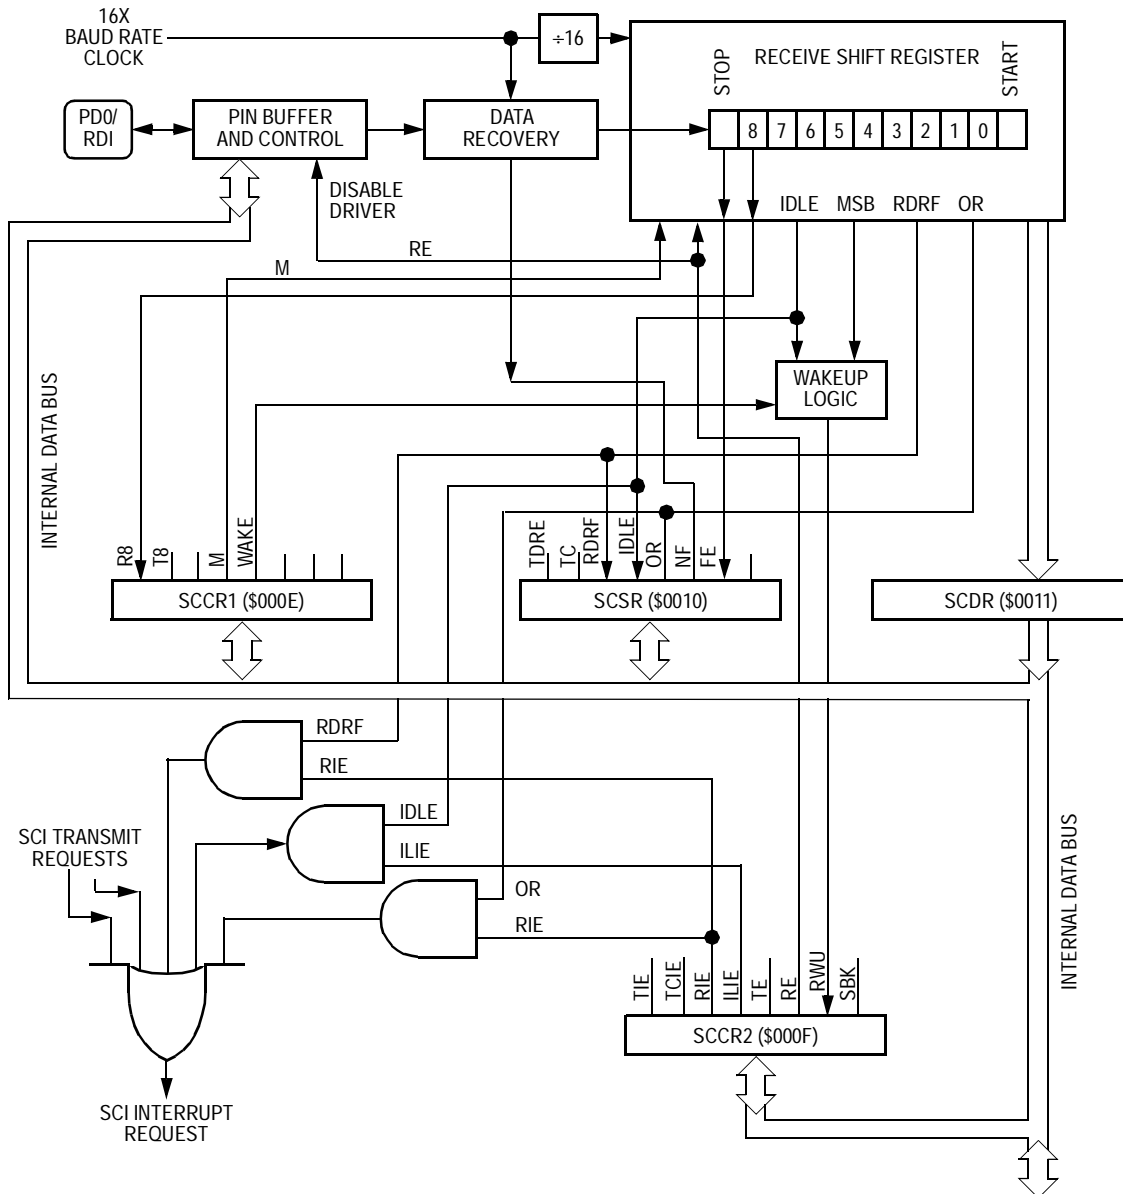 16X
BAUD RATE
CLOCK
÷16
STOP
RECEIVE SHIFT REGISTER
START
PD0/
RDI
PIN BUFFER
AND CONTROL
DATA
RECOVERY
8 7 6 5 4 3 2 1 0
DISABLE
DRIVER
IDLE MSB RDRF OR
RE
M
WAKEUP
LOGIC
INTERNAL DATA BUS
R8
T8
M
WAKE
TDRE
TC
RDRF
IDLE
OR
NF
FE
SCCR1 ($000E)
SCSR ($0010)
SCDR ($0011)
RDRF
RIE
IDLE
ILIE
SCI TRANSMIT
REQUESTS
OR
RIE
INTERNAL DATA BUS
TIE
TCIE
RIE
ILIE
TE
RE
RWU
SBK
SCCR2 ($000F)
SCI INTERRUPT
REQUEST